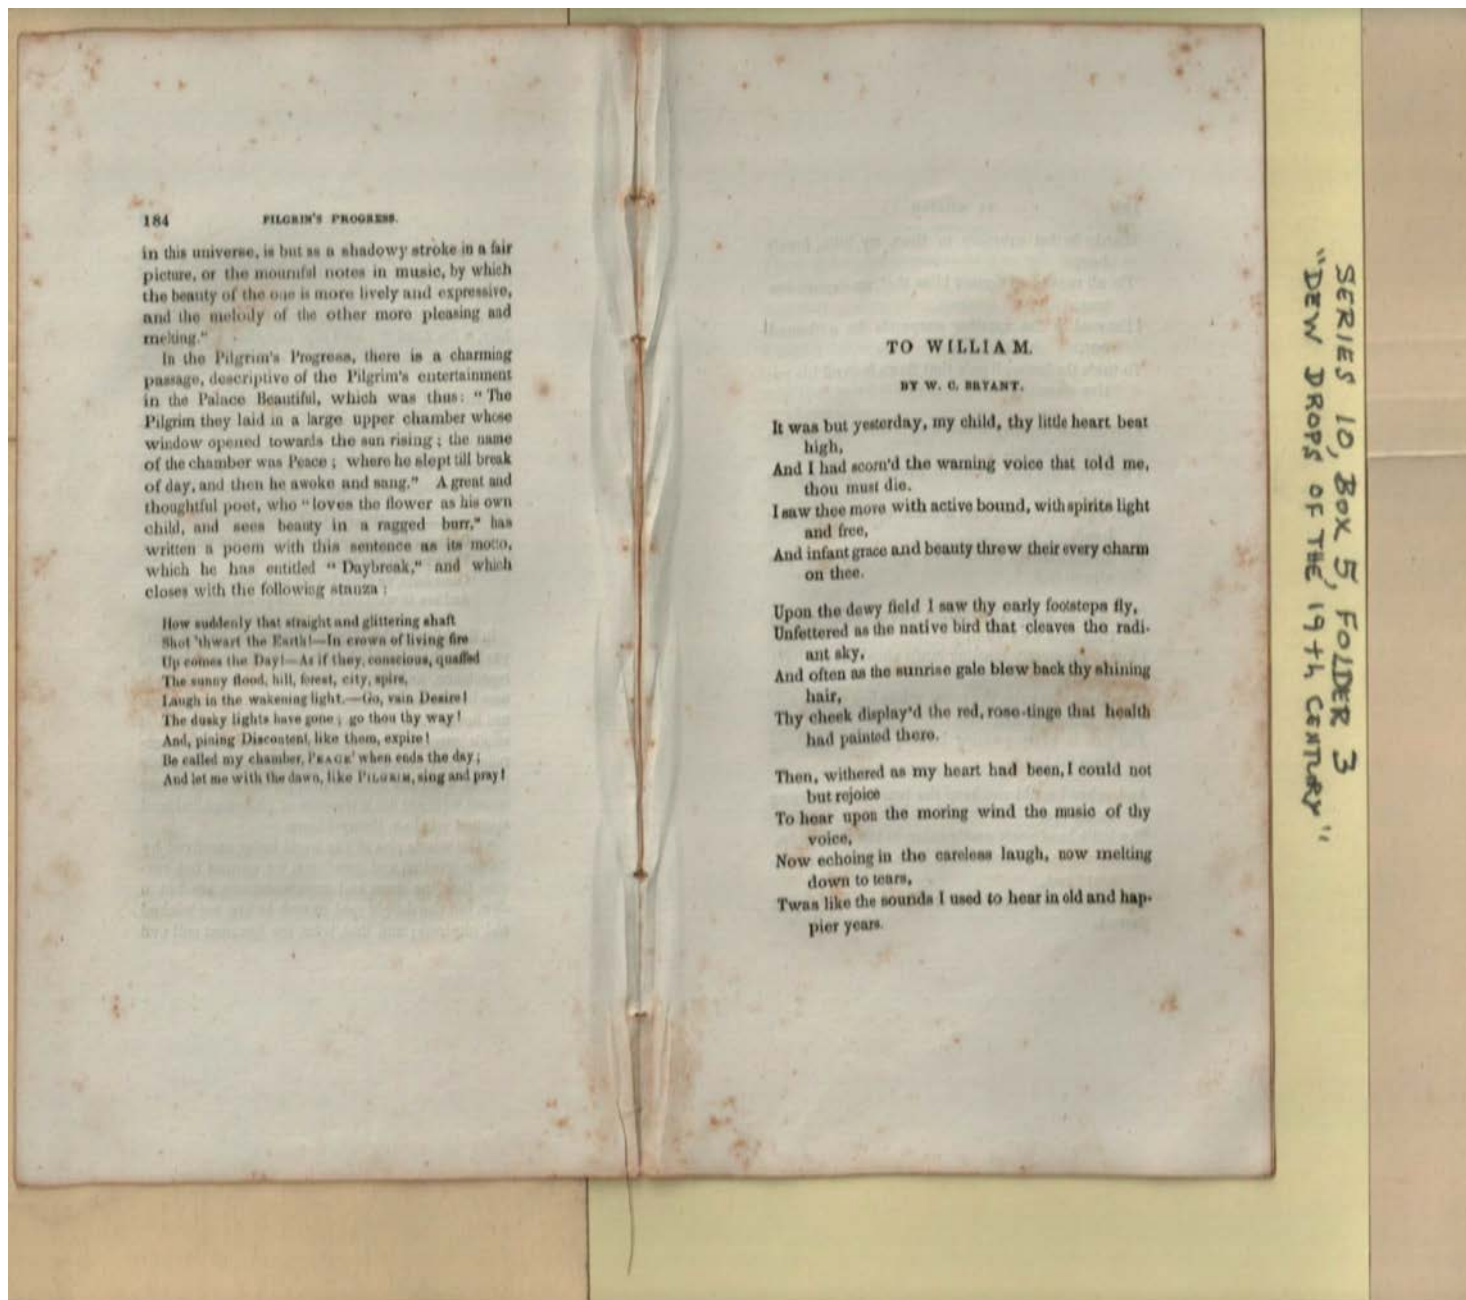 184 PILGRIM'S PROGRESS.
in this universe, is but as a shadowy stroke in a fair
picture, or the mournful notes in music, by which
the beauty of the one is more lively and expressive,
and the melody of the other more pleasing and
melting."
In the Pilgrim's Progress, there is a charming
passage, descriptive of the Pilgrim's entertainment
in the Palace Beautiful, which was thus: "The
Pilgrim they laid in a large upper chamber whose
window opened towards the sun rising; the name
of the chamber was Peace; where he slept till break
of day, and then he awoke and sang." A great and
thoughtful poet, who "loves the flower as his own
child, and sees beauty in a ragged burr," has
written a poem with this sentence as its motto,
which he has entitled "Daybreak," and which
closes with the following stanza:
How suddenly that straight and glittering shaft
Shot 'thwart the Earth!—In crown of living fire
Up comes the Day!—As if they, conscious, quaffed
The sunny flood, hill, forest, city, spire,
Laugh in the wakening light.—Go, vain Desire!
The dusky lights have gone; go thou thy way!
And, pining Discontent, like them, expire!
Be called my chamber, PEACE' when ends the day;
And let me with the dawn, like PILGRIM, sing and pray!
TO WILLIAM.
BY W. C. BRYANT.
It was but yesterday, my child, thy little heart beat
high,
And I had scorn'd the warning voice that told me,
thou must die.
I saw thee move with active bound, with spirits light
and free,
And infant grace and beauty threw their every charm
on thee.
Upon the dewy field I saw thy early footsteps fly,
Unfettered as the native bird that cleaves the radi-
ant sky,
And often as the sunrise gale blew back thy shining
hair,
Thy cheek display'd the red, rose-tinge that health
had painted there.
Then, withered as my heart had been, I could not
but rejoice
To hear upon the moring wind the music of thy
voice,
Now echoing in the careless laugh, now melting
down to tears,
Twas like the sounds I used to hear in old and hap-
pier years.
SERIES 10, BOX 5, FOLDER 3
"DEW DROPS OF THE 19th CENTURY"